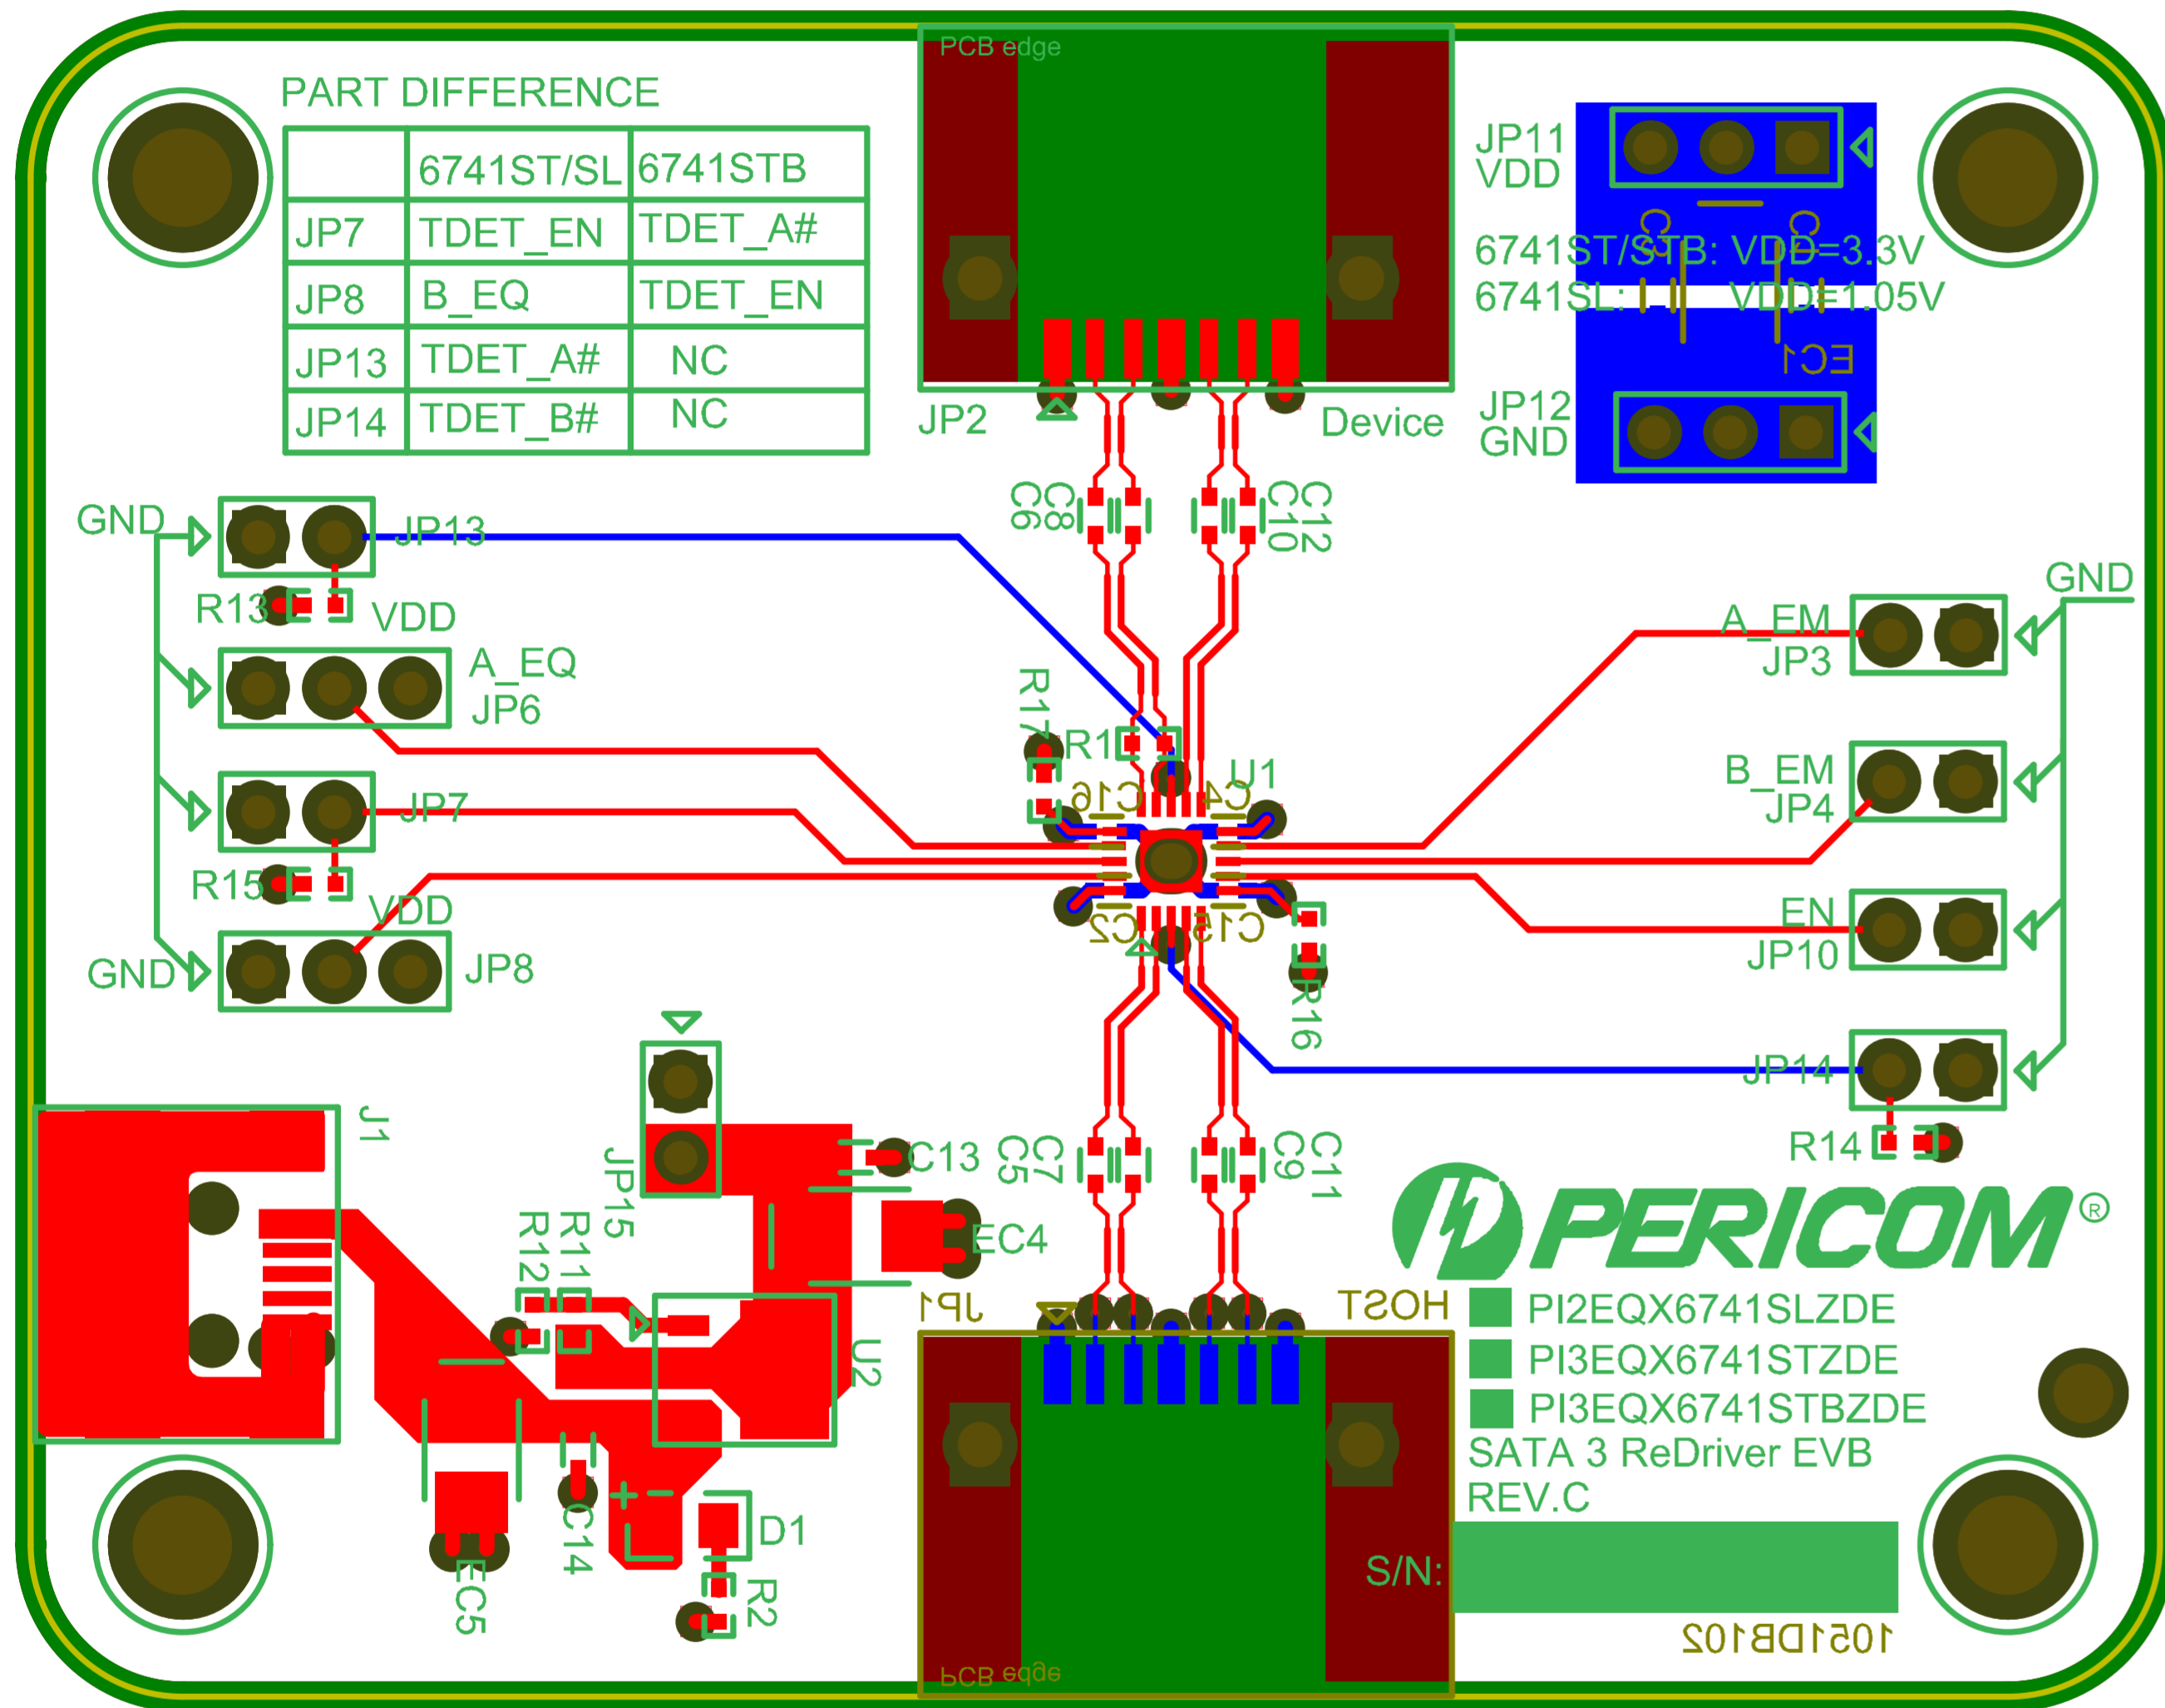 PCB edge
PART DIFFERENCE
6741ST/SL 6741STB
JP7 TDET_EN TDET_A#
JP8 B_EQ TDET_EN
JP13 TDET_A# NC
JP14 TDET_B# NC
JP2
Device
JP11
VDD
6741ST/STB: VDD=3.3V
6741SL: VDD=1.05V
EC1
JP12
GND
C6
C8
C10
C12
GND
JP13
R13
VDD
A_EQ
JP6
JP7
R15
VDD
GND
JP8
R17
R1
U1
C16
C4
C2
C15
R16
GND
A_EM
JP3
B_EM
JP4
EN
JP10
JP14
R14
J1
JP15
C13
EC4
R12
R11
U2
C5
C7
C9
C11
JP1
HOST
PERICOM®
PI2EQX6741SLZDE
PI3EQX6741STZDE
PI3EQX6741STBZDE
SATA 3 ReDriver EVB
REV.C
S/N:
1051DB102
EC5
C14
+ -
D1
R2
PCB edge